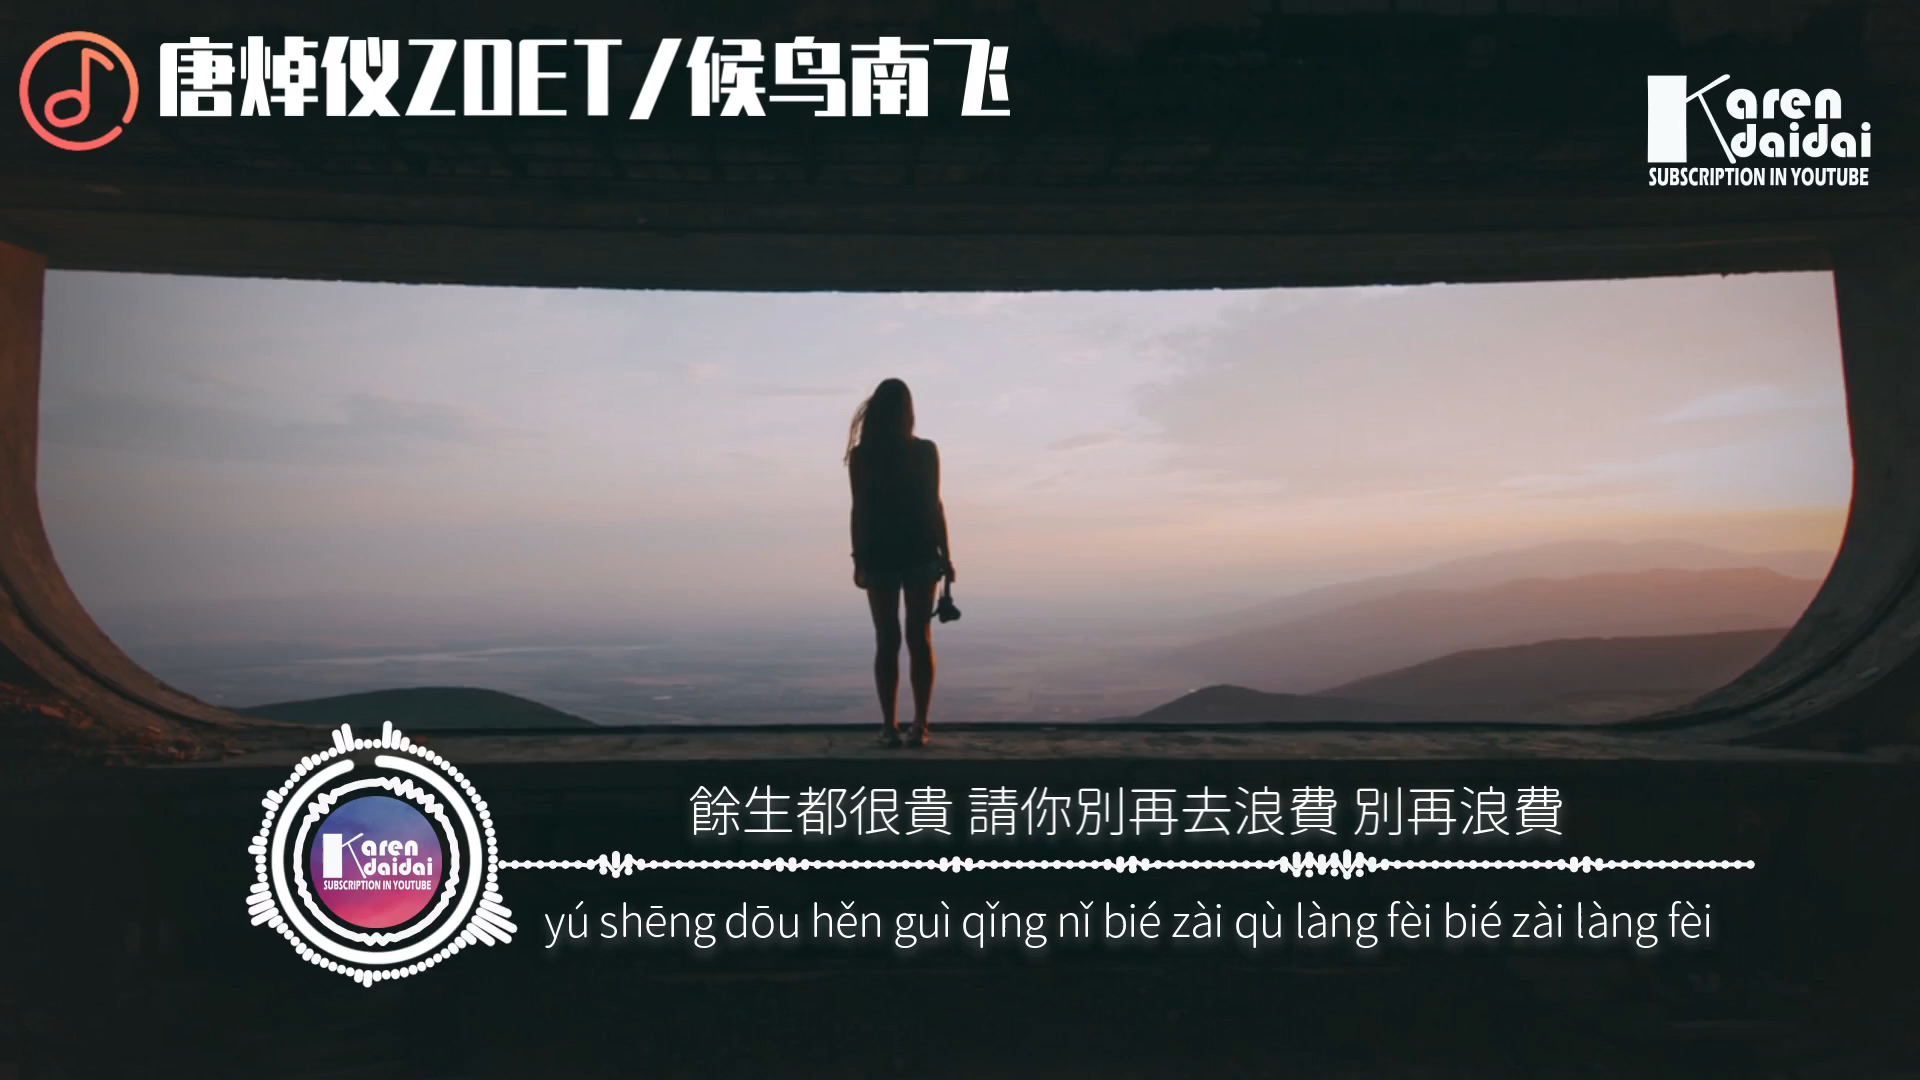 唐焯仪ZOET/候鸟南飞
Karen
daidai
SUBSCRIPTION IN YOUTUBE
餘生都很貴 請你別再去浪費 別再浪費
Karen
daidai
SUBSCRIPTION IN YOUTUBE
yú shēng dōu hěn guì qǐng nǐ bié zài qù làng fèi bié zài làng fèi